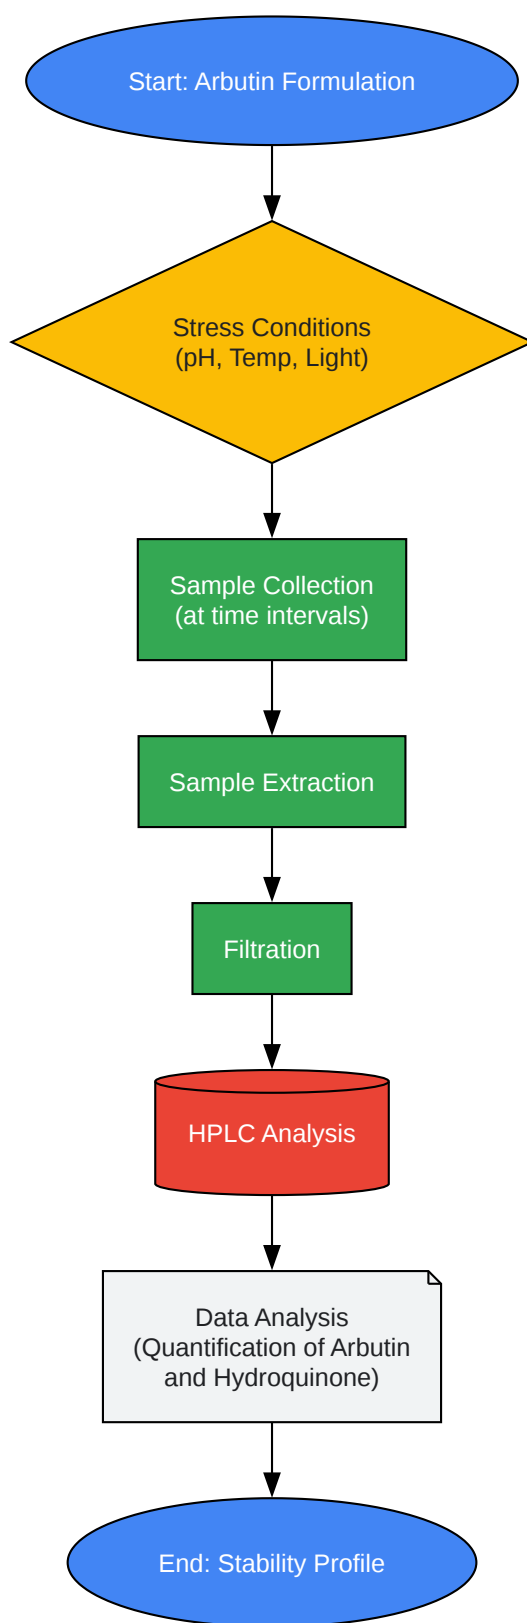 Start: Arbutin Formulation
Stress Conditions
(pH, Temp, Light)
Sample Collection
(at time intervals)
Sample Extraction
Filtration
HPLC Analysis
Data Analysis
(Quantification of Arbutin
and Hydroquinone)
End: Stability Profile